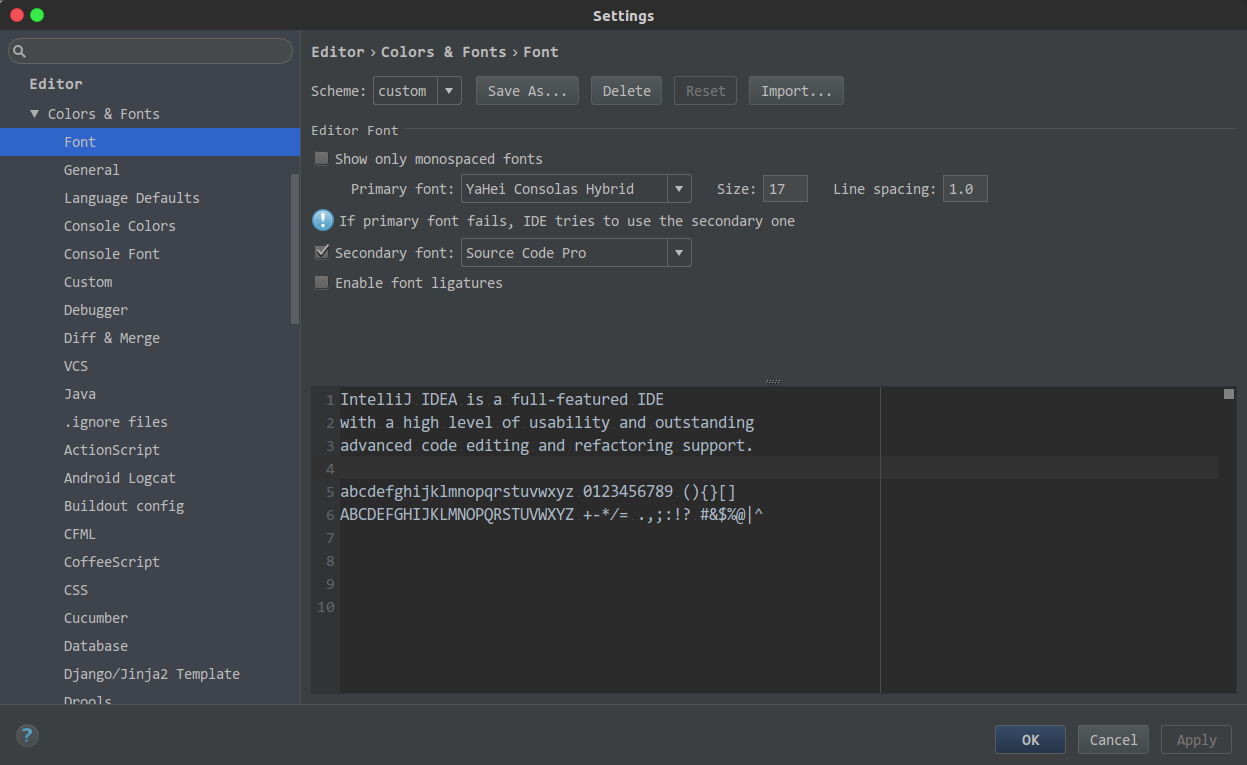 Settings
Editor
Colors & Fonts
Font
General
Language Defaults
Console Colors
Console Font
Custom
Debugger
Diff & Merge
VCS
Java
.ignore files
ActionScript
Android Logcat
Buildout config
CFML
CoffeeScript
CSS
Cucumber
Database
Django/Jinja2 Template
Drools
Editor › Colors & Fonts › Font
Scheme: custom Save As... Delete Reset Import...
Editor Font
Show only monospaced fonts
Primary font: YaHei Consolas Hybrid Size: 17 Line spacing: 1.0
If primary font fails, IDE tries to use the secondary one
Secondary font: Source Code Pro
Enable font ligatures
1 IntelliJ IDEA is a full-featured IDE
2 with a high level of usability and outstanding
3 advanced code editing and refactoring support.
4
5 abcdefghijklmnopqrstuvwxyz 0123456789 (){}[]
6 ABCDEFGHIJKLMNOPQRSTUVWXYZ +-*/= .,;:!? #&$%@|^
7
8
9
10
? OK Cancel Apply